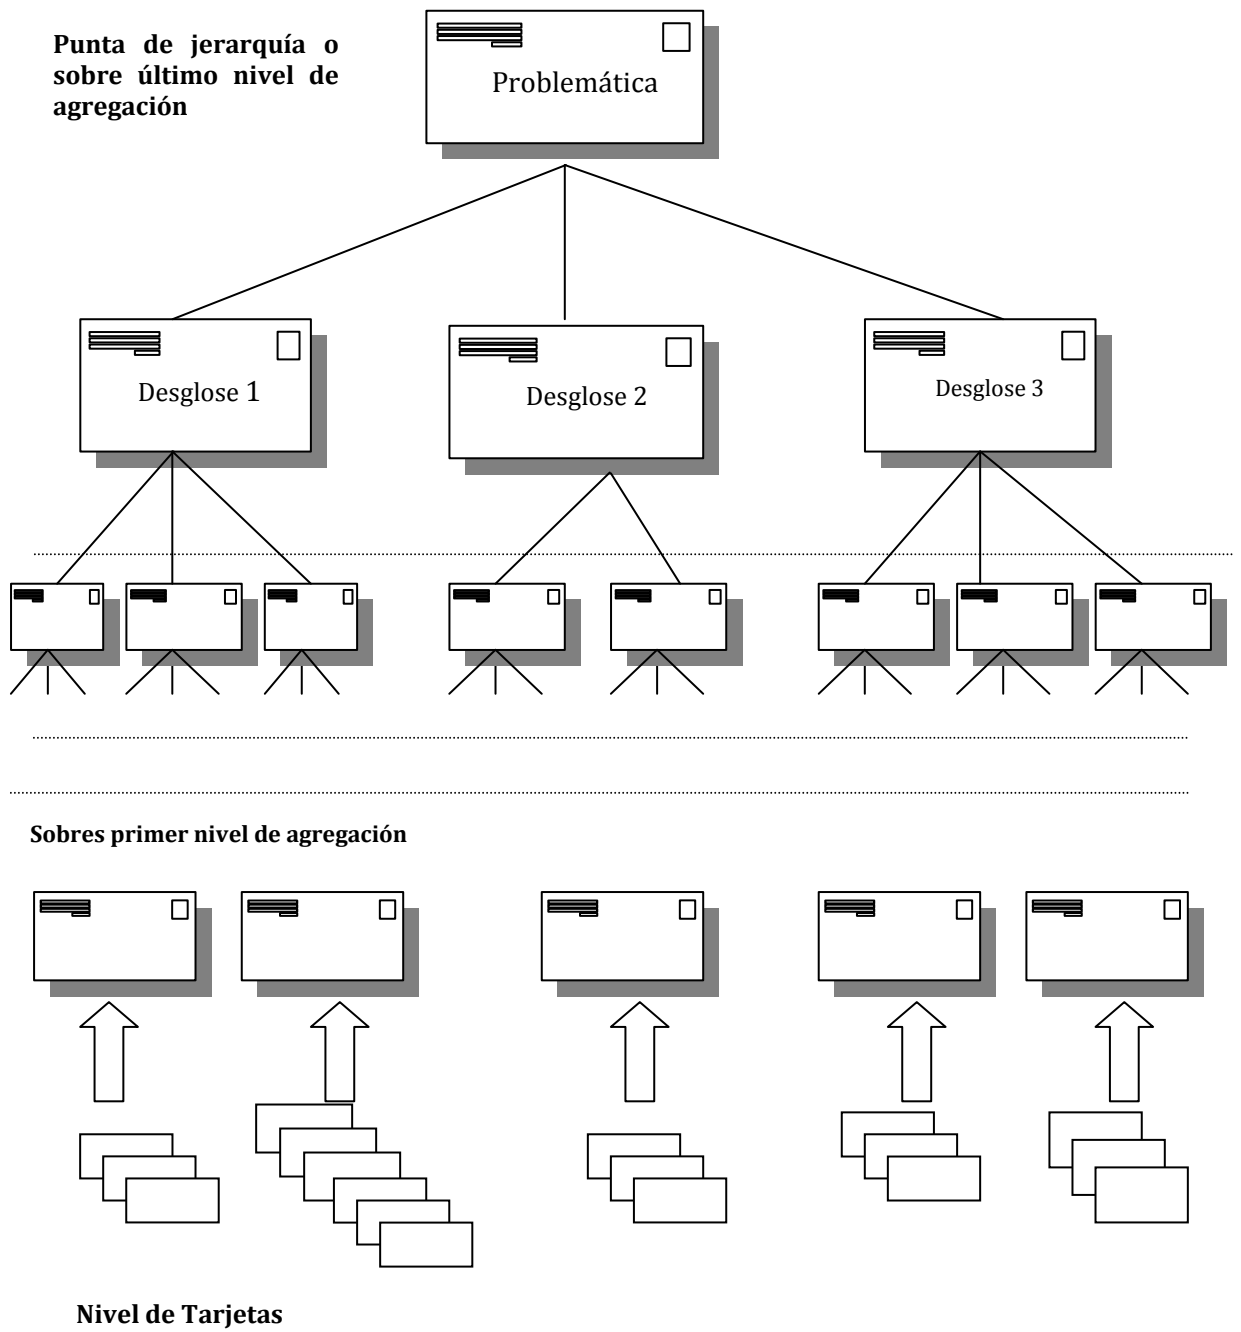 Punta de jerarquía o
sobre último nivel de
agregación
Problemática
Desglose 1
Desglose 2
Desglose 3
Sobres primer nivel de agregación
Nivel de Tarjetas